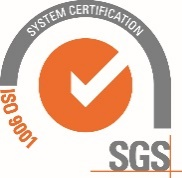 SYSTEM CERTIFICATION
ISO 9001
SGS